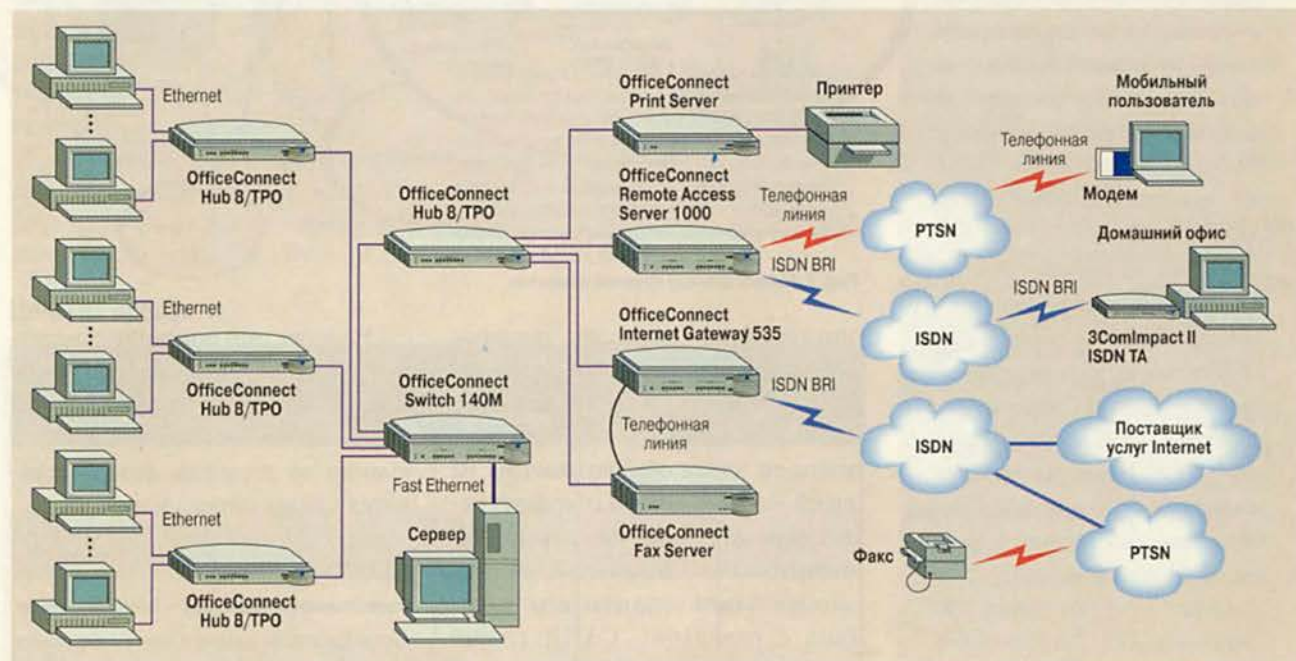 Ethernet
OfficeConnect
Hub 8/TPO
Ethernet
OfficeConnect
Hub 8/TPO
Ethernet
OfficeConnect
Hub 8/TPO
OfficeConnect
Hub 8/TPO
OfficeConnect
Switch 140M
Fast Ethernet
Сервер
OfficeConnect
Print Server
Принтер
OfficeConnect
Remote Access
Server 1000
Телефонная
линия
ISDN BRI
OfficeConnect
Internet Gateway 535
ISDN BRI
Телефонная
линия
OfficeConnect
Fax Server
PTSN
Телефонная
линия
Мобильный
пользователь
Модем
ISDN
ISDN BRI
Домашний офис
3ComImpact II
ISDN TA
ISDN
Поставщик
услуг Internet
PTSN
Факс